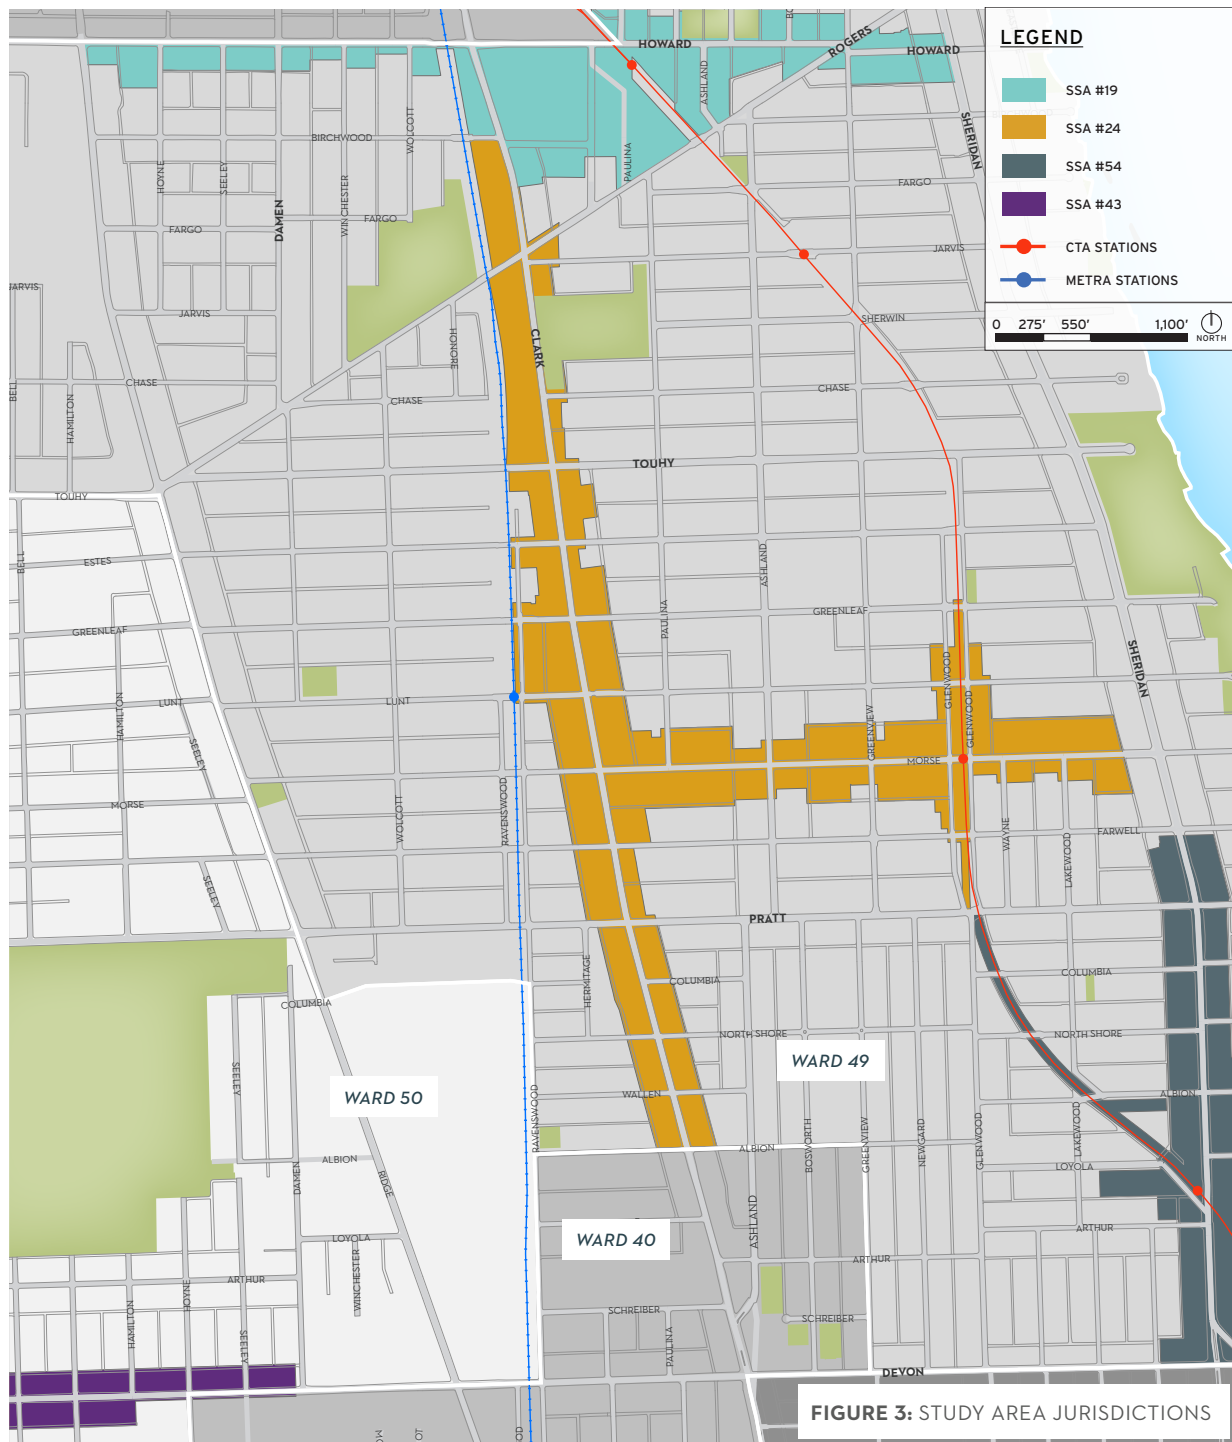 HOWARD
ROGERS
HOWARD
LEGEND
SSA #19
SSA #24
SSA #54
SSA #43
CTA STATIONS
METRA STATIONS
0 275' 550' 1,100'
NORTH
ASHLAND
SHERIDAN
BIRCHWOOD
WOLCOTT
PAULINA
HOYNE
SEELEY
DAMEN
WINCHESTER
FARGO
FARGO
FARGO
JARVIS
JARVIS
JARVIS
SHERWIN
HONORE
CLARK
CHASE
CHASE
CHASE
BELL
HAMILTON
TOUHY
TOUHY
BELL
ESTES
ASHLAND
GREENLEAF
GREENLEAF
PAULINA
GLENWOOD
SHERIDAN
HAMILTON
LUNT
LUNT
SEELEY
GREENVIEW
GLENWOOD
MORSE
MORSE
WOLCOTT
RAVENSWOOD
WAYNE
LAKEWOOD
FARWELL
SEELEY
PRATT
HERMITAGE
COLUMBIA
COLUMBIA
COLUMBIA
NORTH SHORE
NORTH SHORE
WARD 49
WARD 50
SEELEY
RAVENSWOOD
WALLEN
ALBION
ALBION
ALBION
BOSWORTH
GREENVIEW
NEWGARD
GLENWOOD
LAKEWOOD
LOYOLA
DAMEN
RIDGE
ASHLAND
ARTHUR
WARD 40
LOYOLA
ARTHUR
ARTHUR
WINCHESTER
HOYNE
HAMILTON
SEELEY
SCHREIBER
SCHREIBER
PAULINA
DEVON
FIGURE 3: STUDY AREA JURISDICTIONS